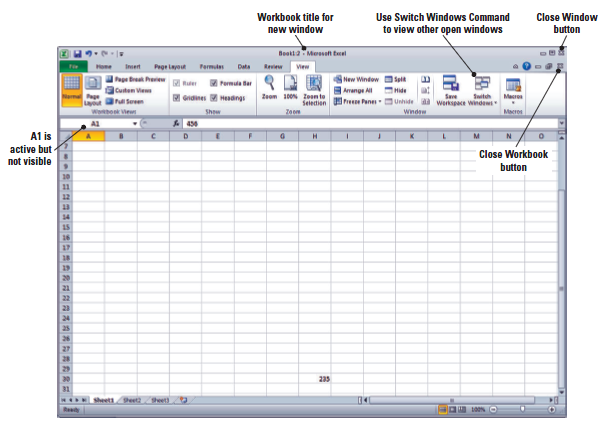 Workbook title for
new window
Use Switch Windows Command
to view other open windows
Close Window
button
Book1:2 - Microsoft Excel
File Home Insert Page Layout Formulas Data Review View
Normal
Page
Layout
Page Break Preview
Custom Views
Full Screen
Workbook Views
Ruler
Formula Bar
Gridlines
Headings
Show
Zoom
100%
Zoom to
Selection
Zoom
New Window
Arrange All
Freeze Panes
Split
Hide
Unhide
Save
Workspace
Switch
Windows
Window
Macros
Macros
A1
fx 456
A1 is
active but
not visible
Close Workbook
button
A B C D E F G H I J K L M N O
7
8
9
10
11
12
13
14
15
16
17
18
19
20
21
22
23
24
25
26
27
28
29
30 235
31
Sheet1 Sheet2 Sheet3
Ready
100%